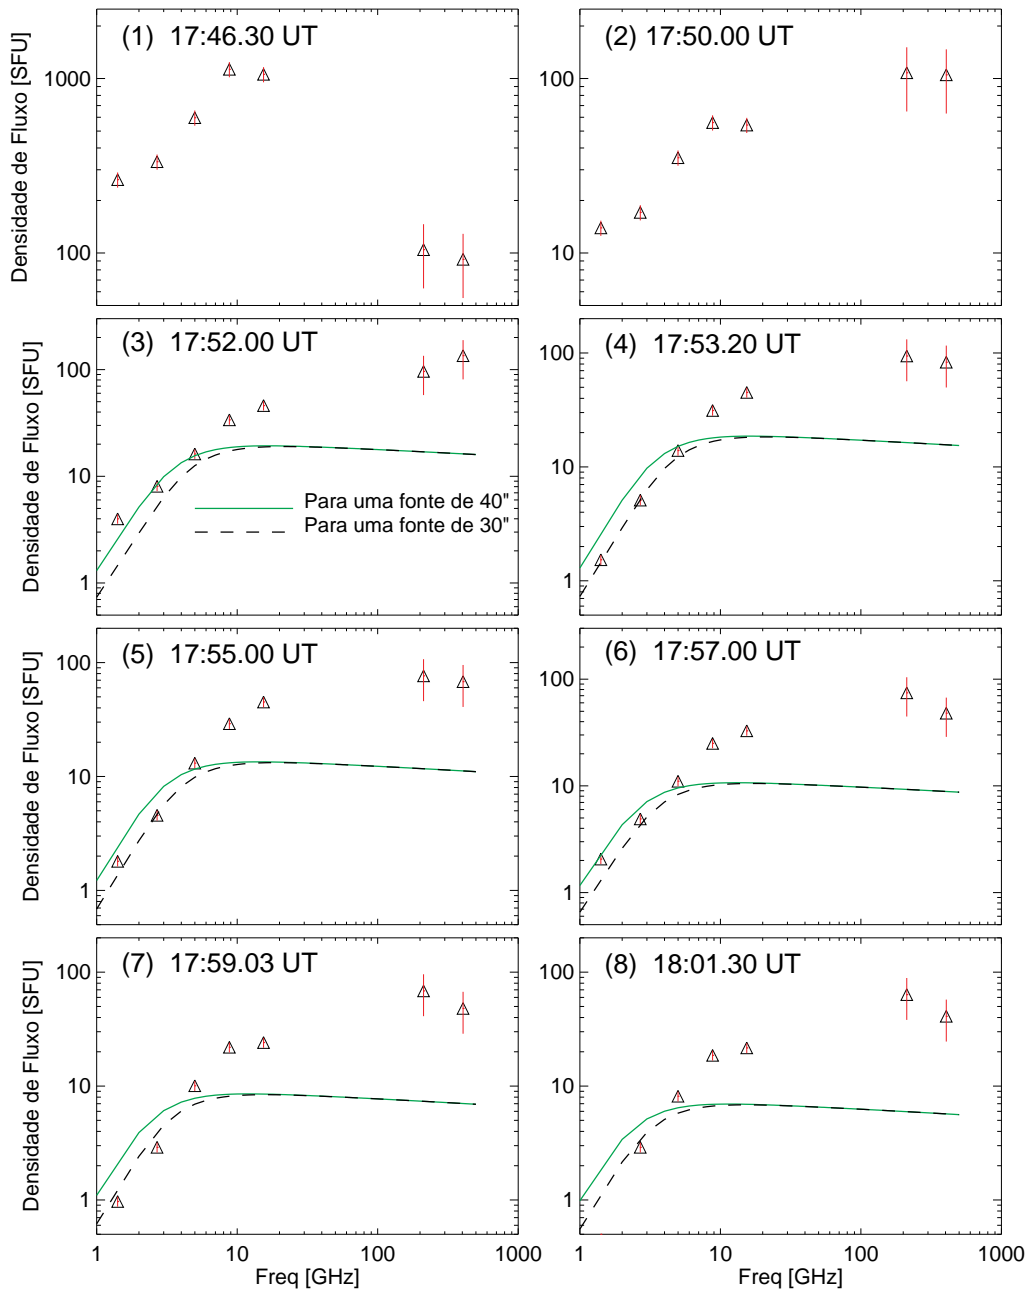 (1) 17:46.30 UT
(2) 17:50.00 UT
Densidade de Fluxo [SFU]
1000
100
100
10
(3) 17:52.00 UT
(4) 17:53.20 UT
Densidade de Fluxo [SFU]
100
10
1
Para uma fonte de 40"
Para uma fonte de 30"
100
10
1
(5) 17:55.00 UT
(6) 17:57.00 UT
Densidade de Fluxo [SFU]
100
10
1
100
10
1
(7) 17:59.03 UT
(8) 18:01.30 UT
Densidade de Fluxo [SFU]
100
10
1
100
10
1
1 10 100 1000
Freq [GHz]
1 10 100 1000
Freq [GHz]